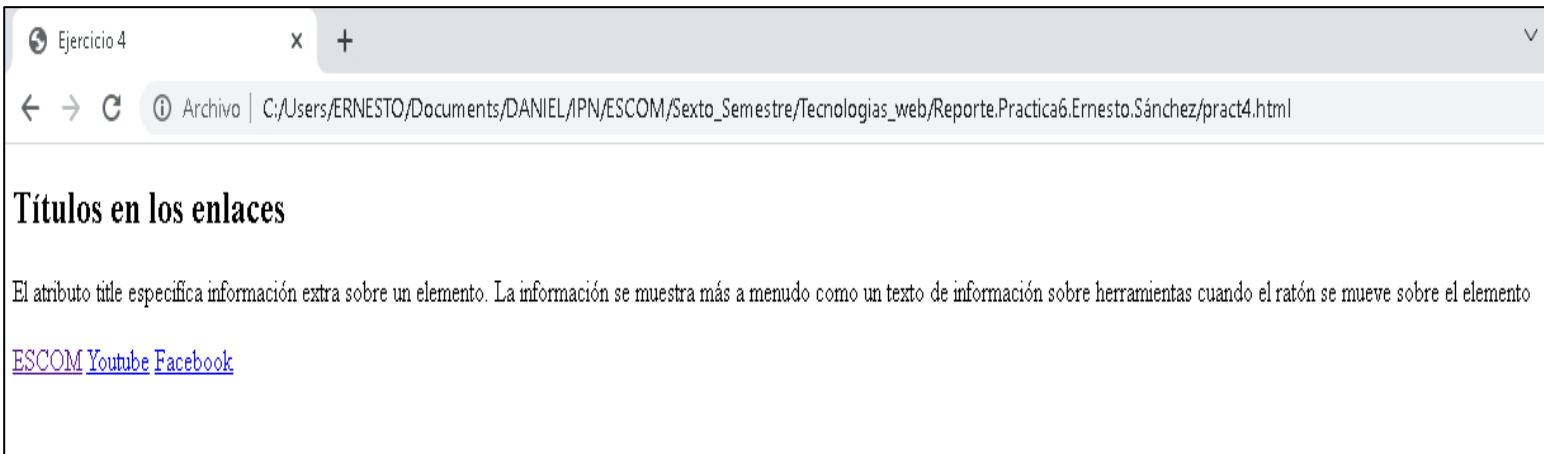 Ejercicio 4
Archivo | C:/Users/ERNESTO/Documents/DANIEL/IPN/ESCOM/Sexto_Semestre/Tecnologias_web/Reporte.Practica6.Ernesto.Sánchez/pract4.html
Títulos en los enlaces
El atributo title especifíca información extra sobre un elemento. La información se muestra más a menudo como un texto de información sobre herramientas cuando el ratón se mueve sobre el elemento
ESCOM Youtube Facebook